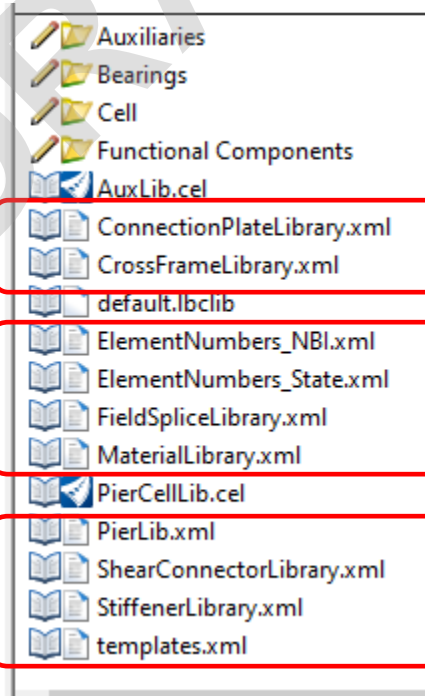 Auxiliaries
Bearings
Cell
Functional Components
AuxLib.cel
ConnectionPlateLibrary.xml
CrossFrameLibrary.xml
default.lbclib
ElementNumbers_NBI.xml
ElementNumbers_State.xml
FieldSpliceLibrary.xml
MaterialLibrary.xml
PierCellLib.cel
PierLib.xml
ShearConnectorLibrary.xml
StiffenerLibrary.xml
templates.xml